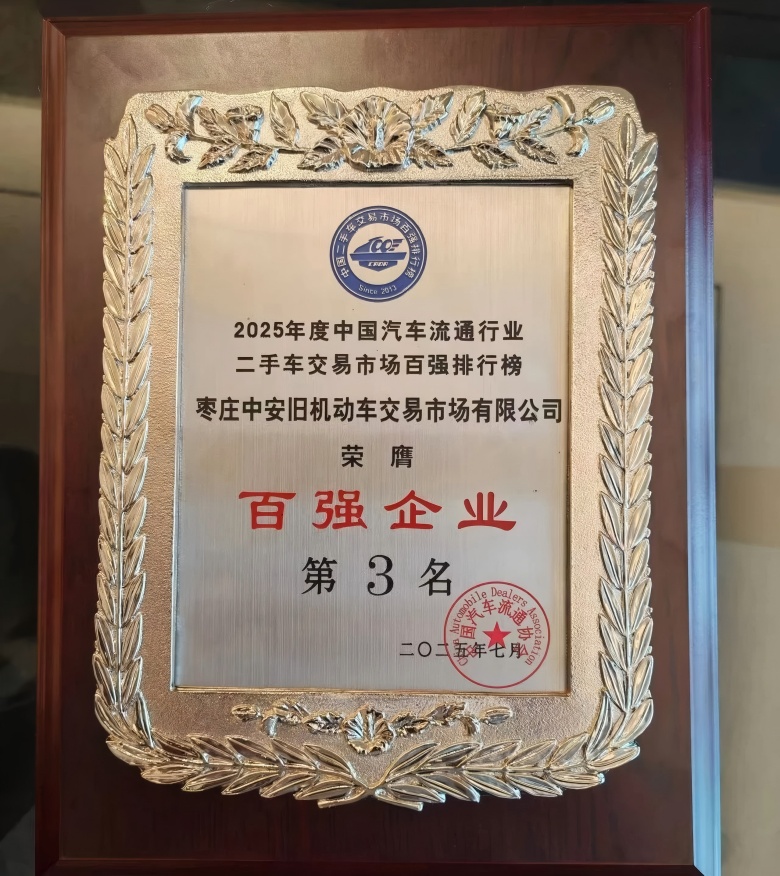 中国二手车交易市场百强排行榜
Since 2013
2025年度中国汽车流通行业
二手车交易市场百强排行榜
枣庄中安旧机动车交易市场有限公司
荣膺
百强企业
第3名
China Automobile Dealers Association
中国汽车流通协会
二〇二五年七月